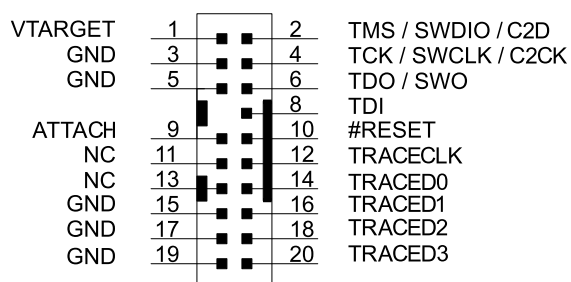 VTARGET 1 2 TMS / SWDIO / C2D
GND 3 4 TCK / SWCLK / C2CK
GND 5 6 TDO / SWO
8 TDI
ATTACH 9 10 #RESET
NC 11 12 TRACECLK
NC 13 14 TRACED0
GND 15 16 TRACED1
GND 17 18 TRACED2
GND 19 20 TRACED3